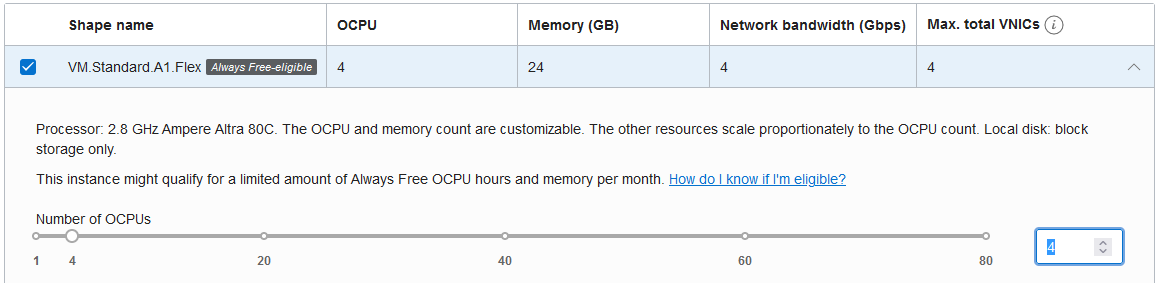 Shape name OCPU Memory (GB) Network bandwidth (Gbps) Max. total VNICs i
VM.Standard.A1.Flex Always Free-eligible 4 24 4 4
Processor: 2.8 GHz Ampere Altra 80C. The OCPU and memory count are customizable. The other resources scale proportionately to the OCPU count. Local disk: block
storage only.
This instance might qualify for a limited amount of Always Free OCPU hours and memory per month. How do I know if I'm eligible?
Number of OCPUs
4
1 4 20 40 60 80